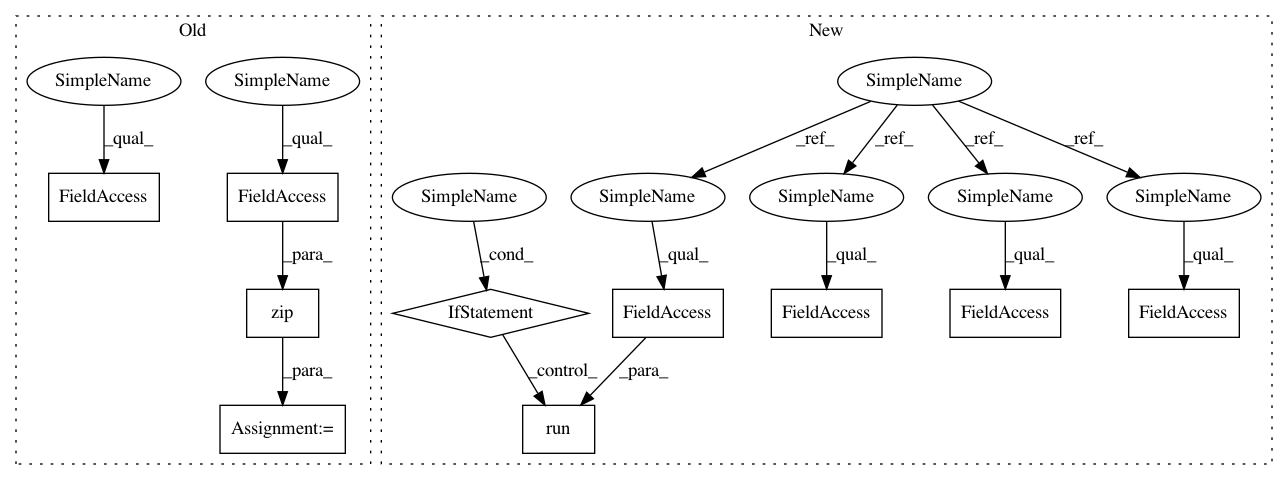 Old
New
SimpleName
SimpleName
SimpleName
_qual_
_qual_
_ref_
_ref_
_ref_
_ref_
FieldAccess
FieldAccess
SimpleName
SimpleName
SimpleName
SimpleName
SimpleName
_para_
_cond_
_qual_
_qual_
_qual_
_qual_
zip
IfStatement
FieldAccess
FieldAccess
FieldAccess
FieldAccess
_para_
_control_
_para_
Assignment:=
run